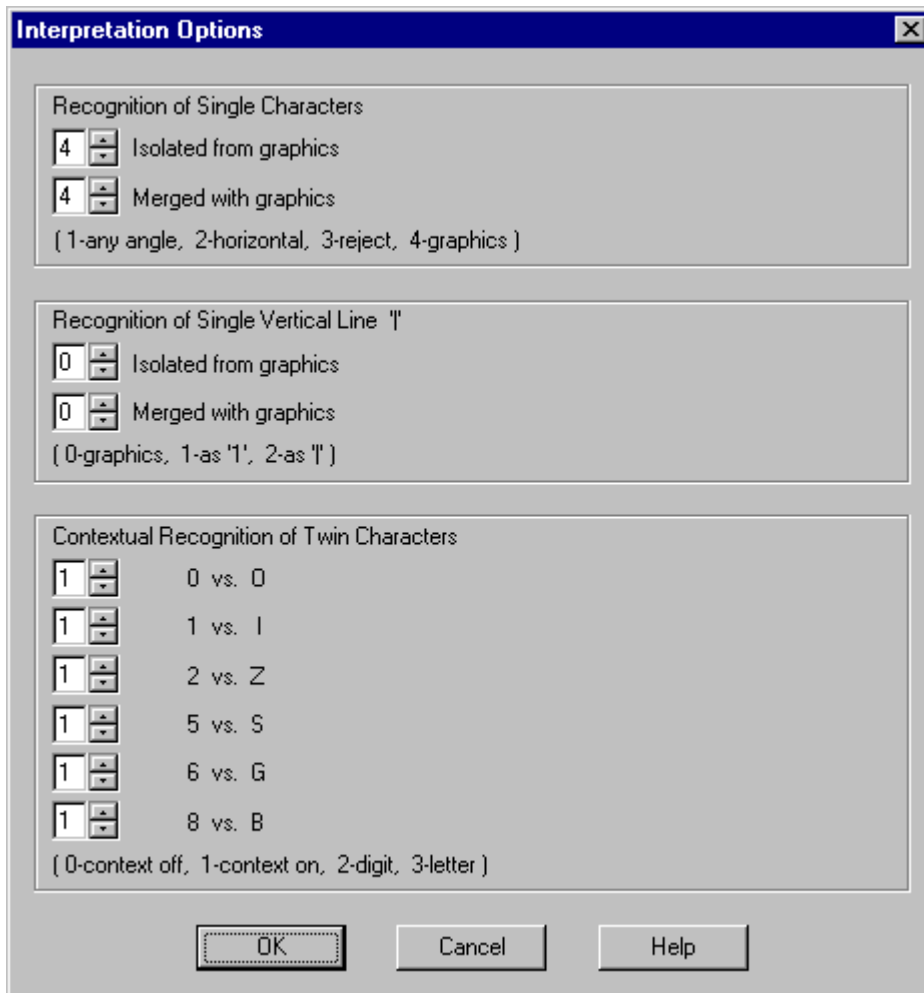 Interpretation Options
Recognition of Single Characters
4 Isolated from graphics
4 Merged with graphics
( 1-any angle, 2-horizontal, 3-reject, 4-graphics )
Recognition of Single Vertical Line '|'
0 Isolated from graphics
0 Merged with graphics
( 0-graphics, 1-as '1', 2-as '|' )
Contextual Recognition of Twin Characters
1 0 vs. O
1 1 vs. I
1 2 vs. Z
1 5 vs. S
1 6 vs. G
1 8 vs. B
( 0-context off, 1-context on, 2-digit, 3-letter )
OK Cancel Help